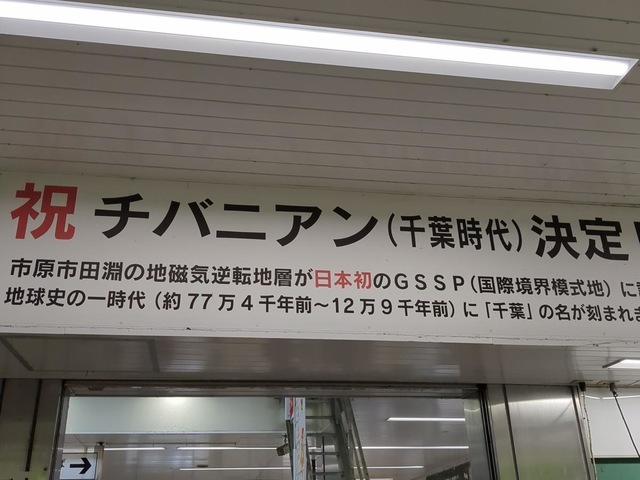 祝 チバニアン(千葉時代)決定!
市原市田淵の地磁気逆転地層が日本初のGSSP(国際境界模式地)に
地球史の一時代(約77万4千年前~12万9千年前)に「千葉」の名が刻まれ